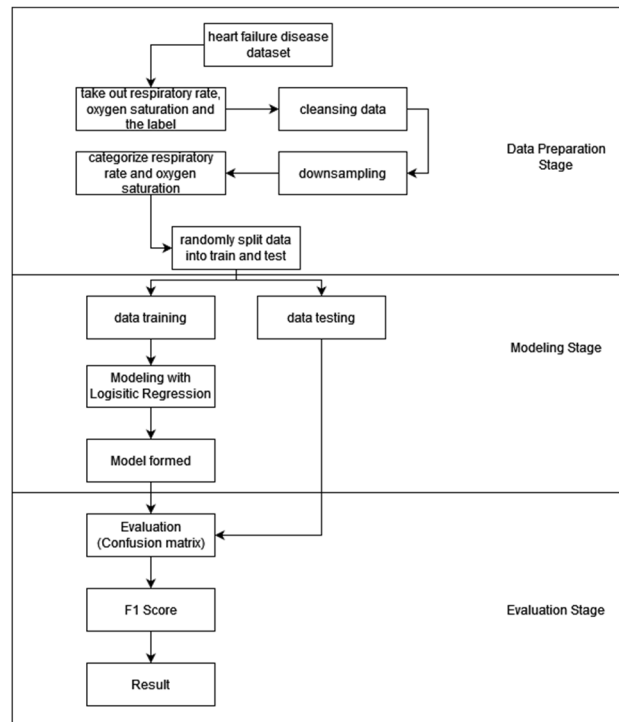 heart failure disease
dataset
take out respiratory rate,
oxygen saturation and
the label
cleansing data
categorize respiratory
rate and oxygen
saturation
downsampling
Data Preparation
Stage
randomly split data
into train and test
data training
data testing
Modeling with
Logisitic Regression
Modeling Stage
Model formed
Evaluation
(Confusion matrix)
F1 Score
Evaluation Stage
Result